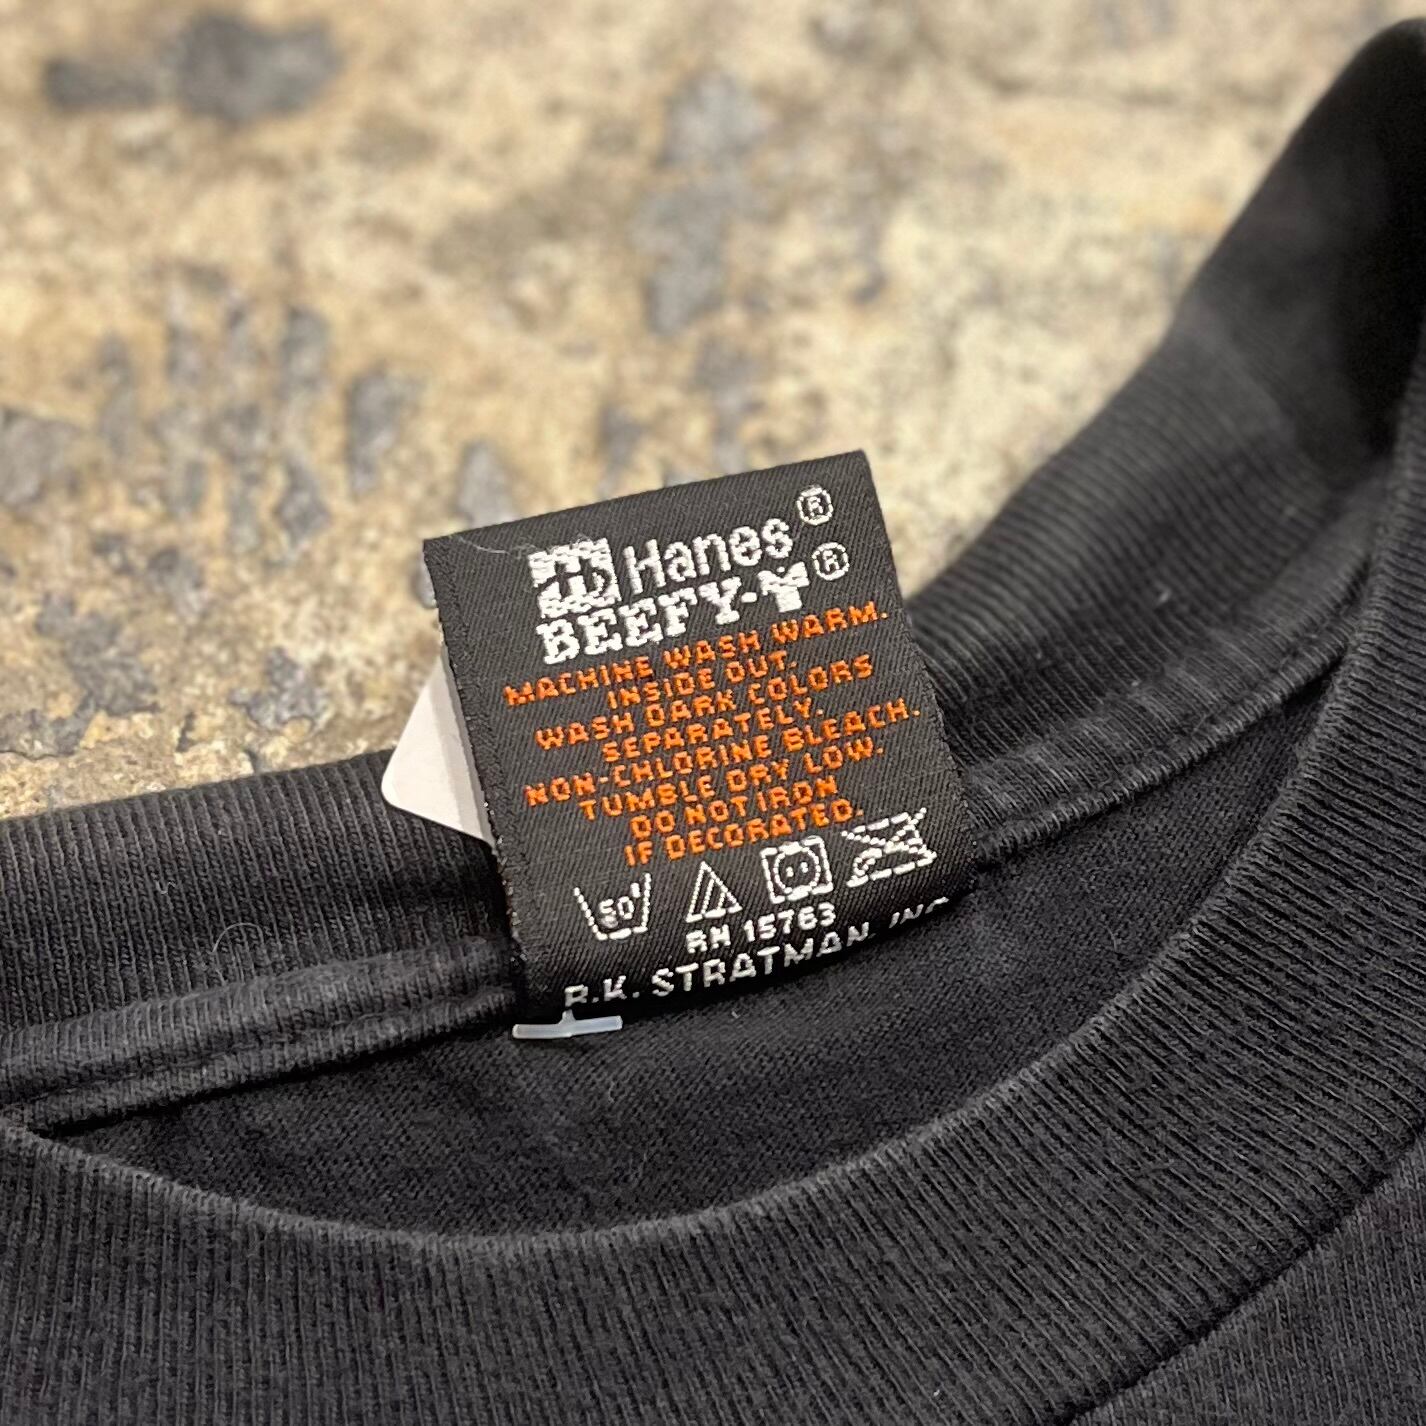 Hanes®
BEEFY-T®
MACHINE WASH WARM.
INSIDE OUT.
WASH DARK COLORS
SEPARATELY.
NON-CHLORINE BLEACH.
TUMBLE DRY LOW.
DO NOT IRON
IF DECORATED.
50°
RN 15763
R.K. STRATMAN, INC.